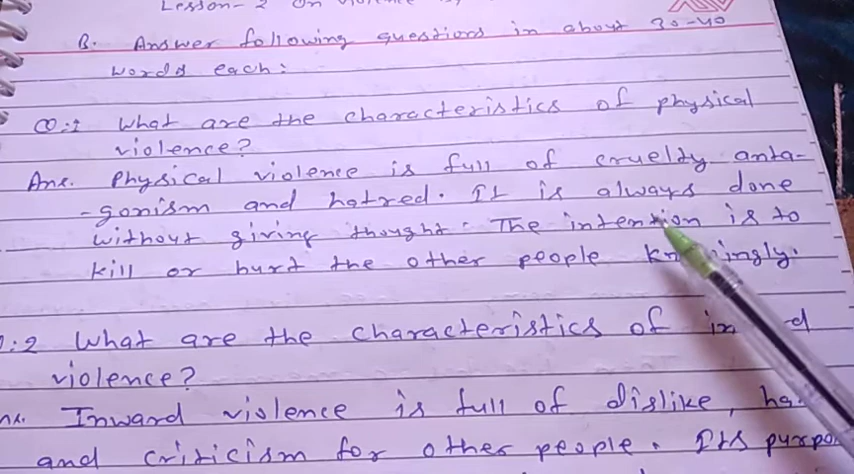 Lesson-2 On violence
B. Answer following questions in about 30-40
words each:
Q:1 What are the characteristics of physical
violence?
Ans. Physical violence is full of cruelty anta-
-gonism and hatred. It is always done
without giving thought. The intention is to
kill or hurt the other people
:2 What are the characteristics of
violence?
Inward violence is full of dislike,
and criticism for other people. Its